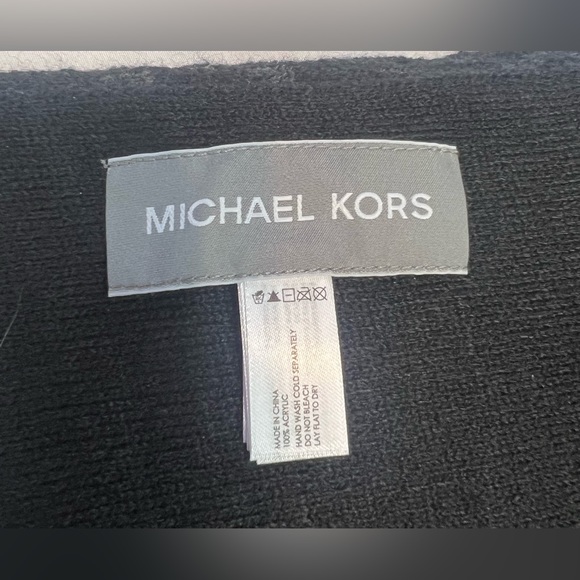 MICHAEL KORS
MADE IN CHINA
100% ACRYLIC
HAND WASH COLD SEPARATELY
DO NOT BLEACH
LAY FLAT TO DRY